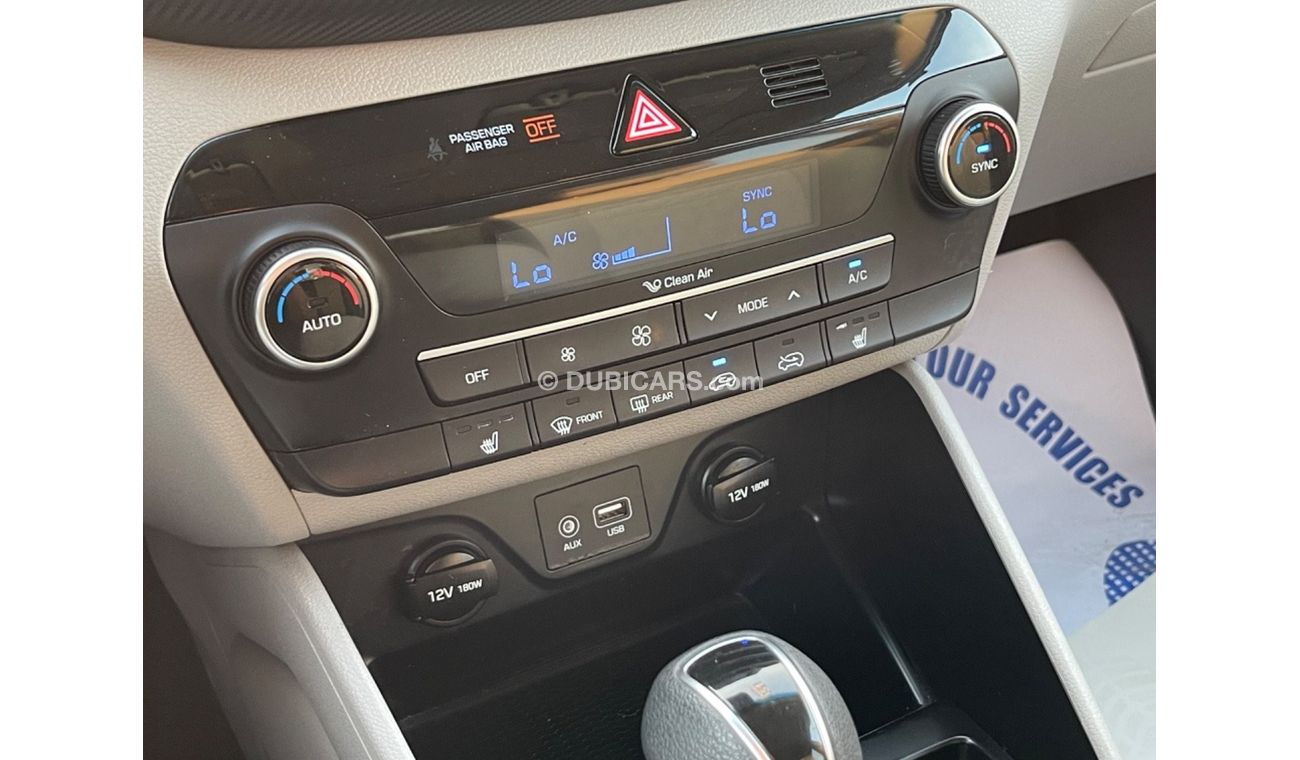 PASSENGER
AIR BAG
OFF
SYNC
A/C
SYNC
Lo
Lo
Clean Air
AUTO
OFF
MODE
A/C
FRONT
REAR
© DUBICARS.com
12V 180W
AUX
USB
12V 180W
OUR SERVICES